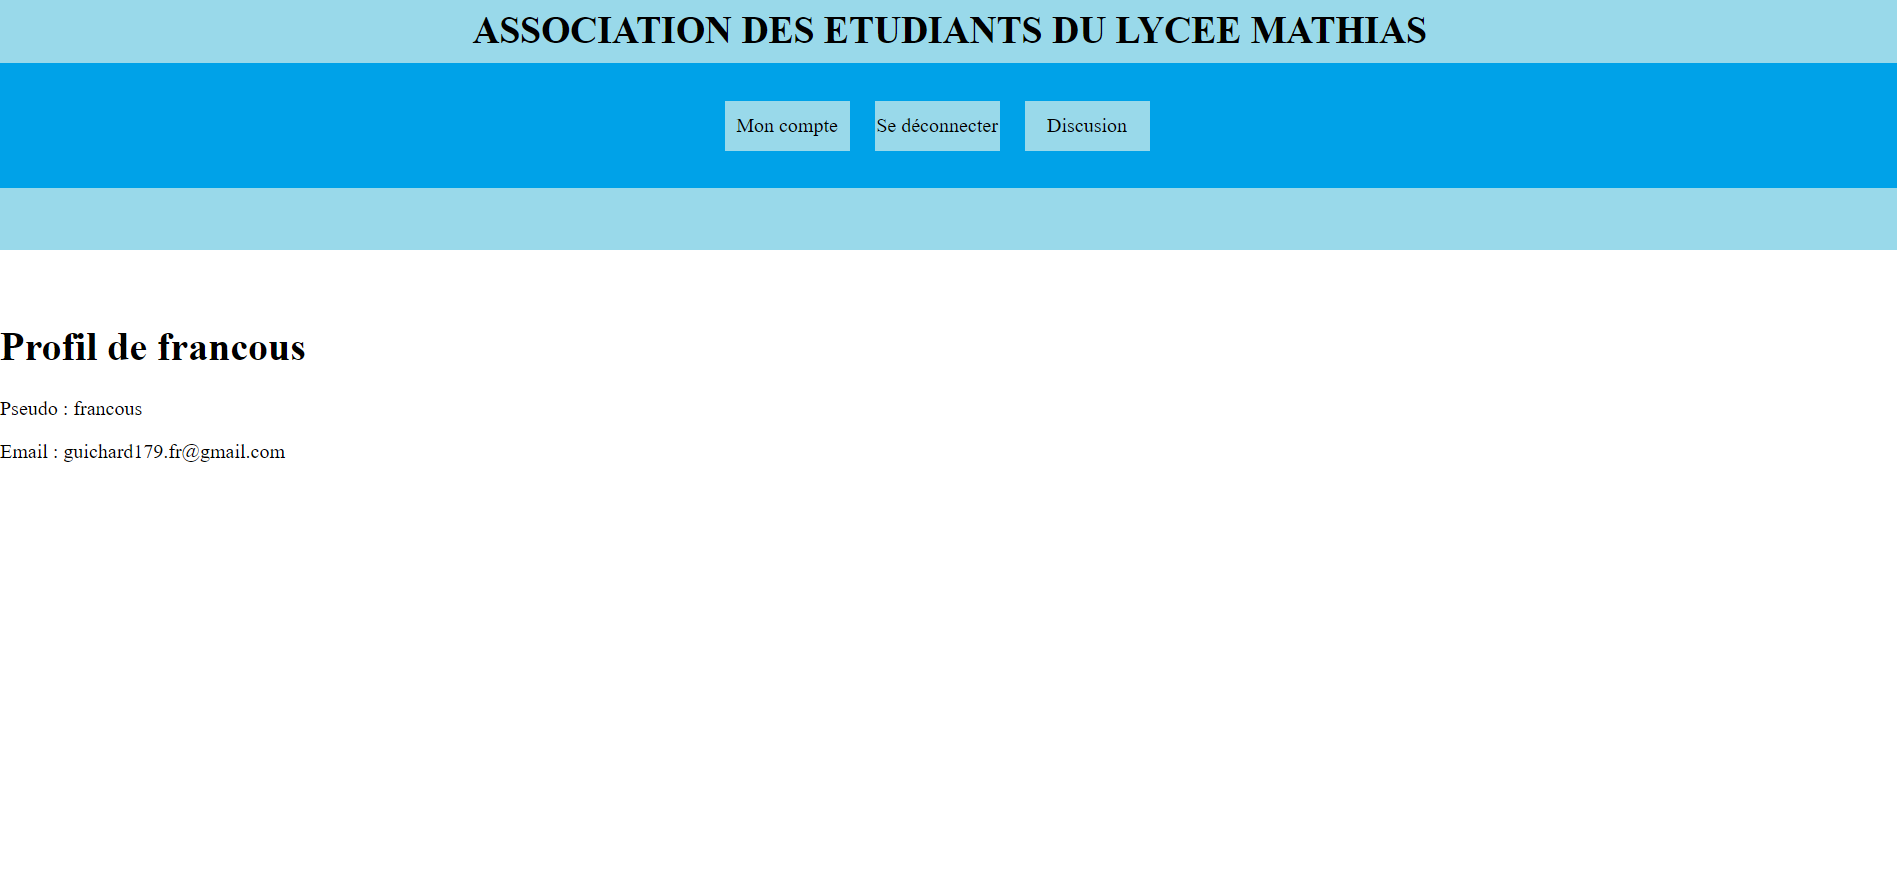 ASSOCIATION DES ETUDIANTS DU LYCEE MATHIAS
Mon compte Se déconnecter Discusion
Profil de francous
Pseudo : francous
Email : guichard179.fr@gmail.com